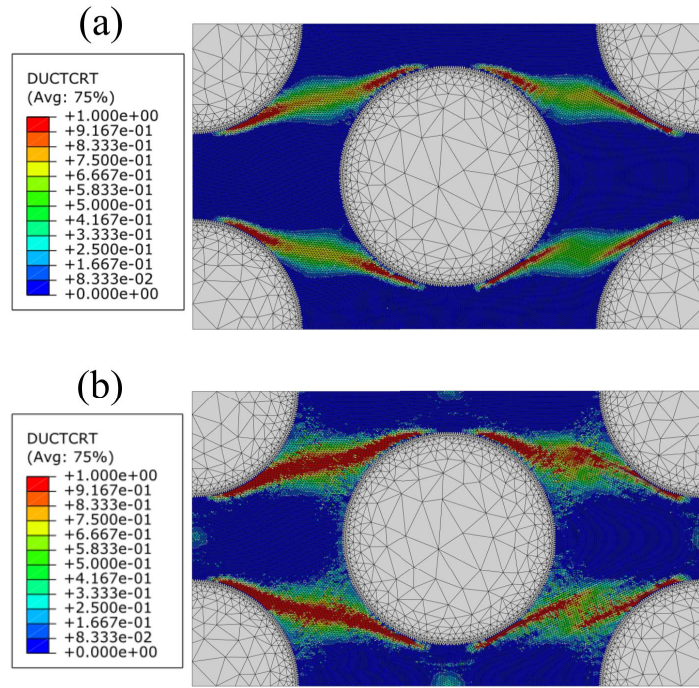 (a)
DUCTCRT
(Avg: 75%)
+1.000e+00
+9.167e-01
+8.333e-01
+7.500e-01
+6.667e-01
+5.833e-01
+5.000e-01
+4.167e-01
+3.333e-01
+2.500e-01
+1.667e-01
+8.333e-02
+0.000e+00
(b)
DUCTCRT
(Avg: 75%)
+1.000e+00
+9.167e-01
+8.333e-01
+7.500e-01
+6.667e-01
+5.833e-01
+5.000e-01
+4.167e-01
+3.333e-01
+2.500e-01
+1.667e-01
+8.333e-02
+0.000e+00